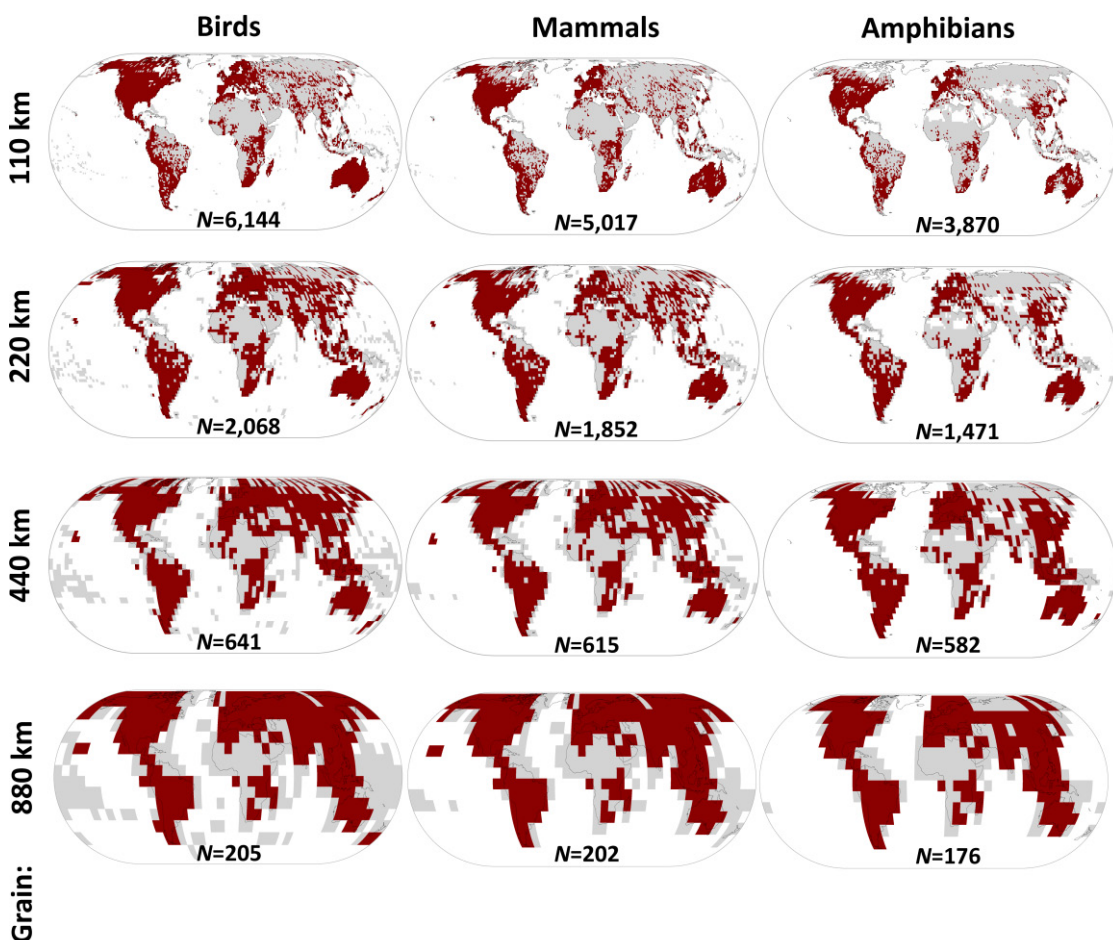 Birds Mammals Amphibians
110 km
N=6,144 N=5,017 N=3,870
220 km
N=2,068 N=1,852 N=1,471
440 km
N=641 N=615 N=582
880 km
N=205 N=202 N=176
Grain: